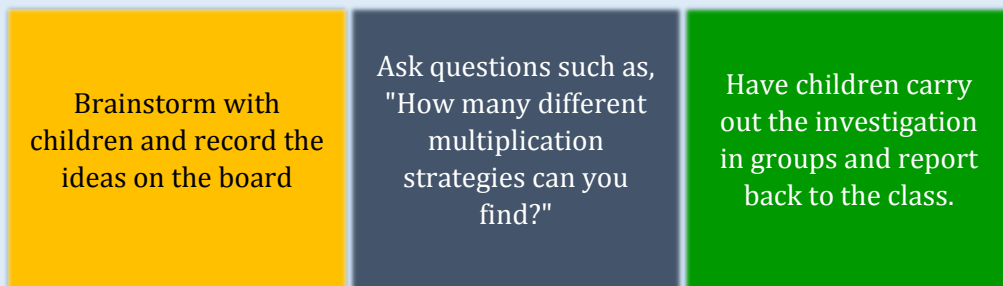 Brainstorm with
children and record the
ideas on the board
Ask questions such as,
"How many different
multiplication
strategies can you
find?"
Have children carry
out the investigation
in groups and report
back to the class.